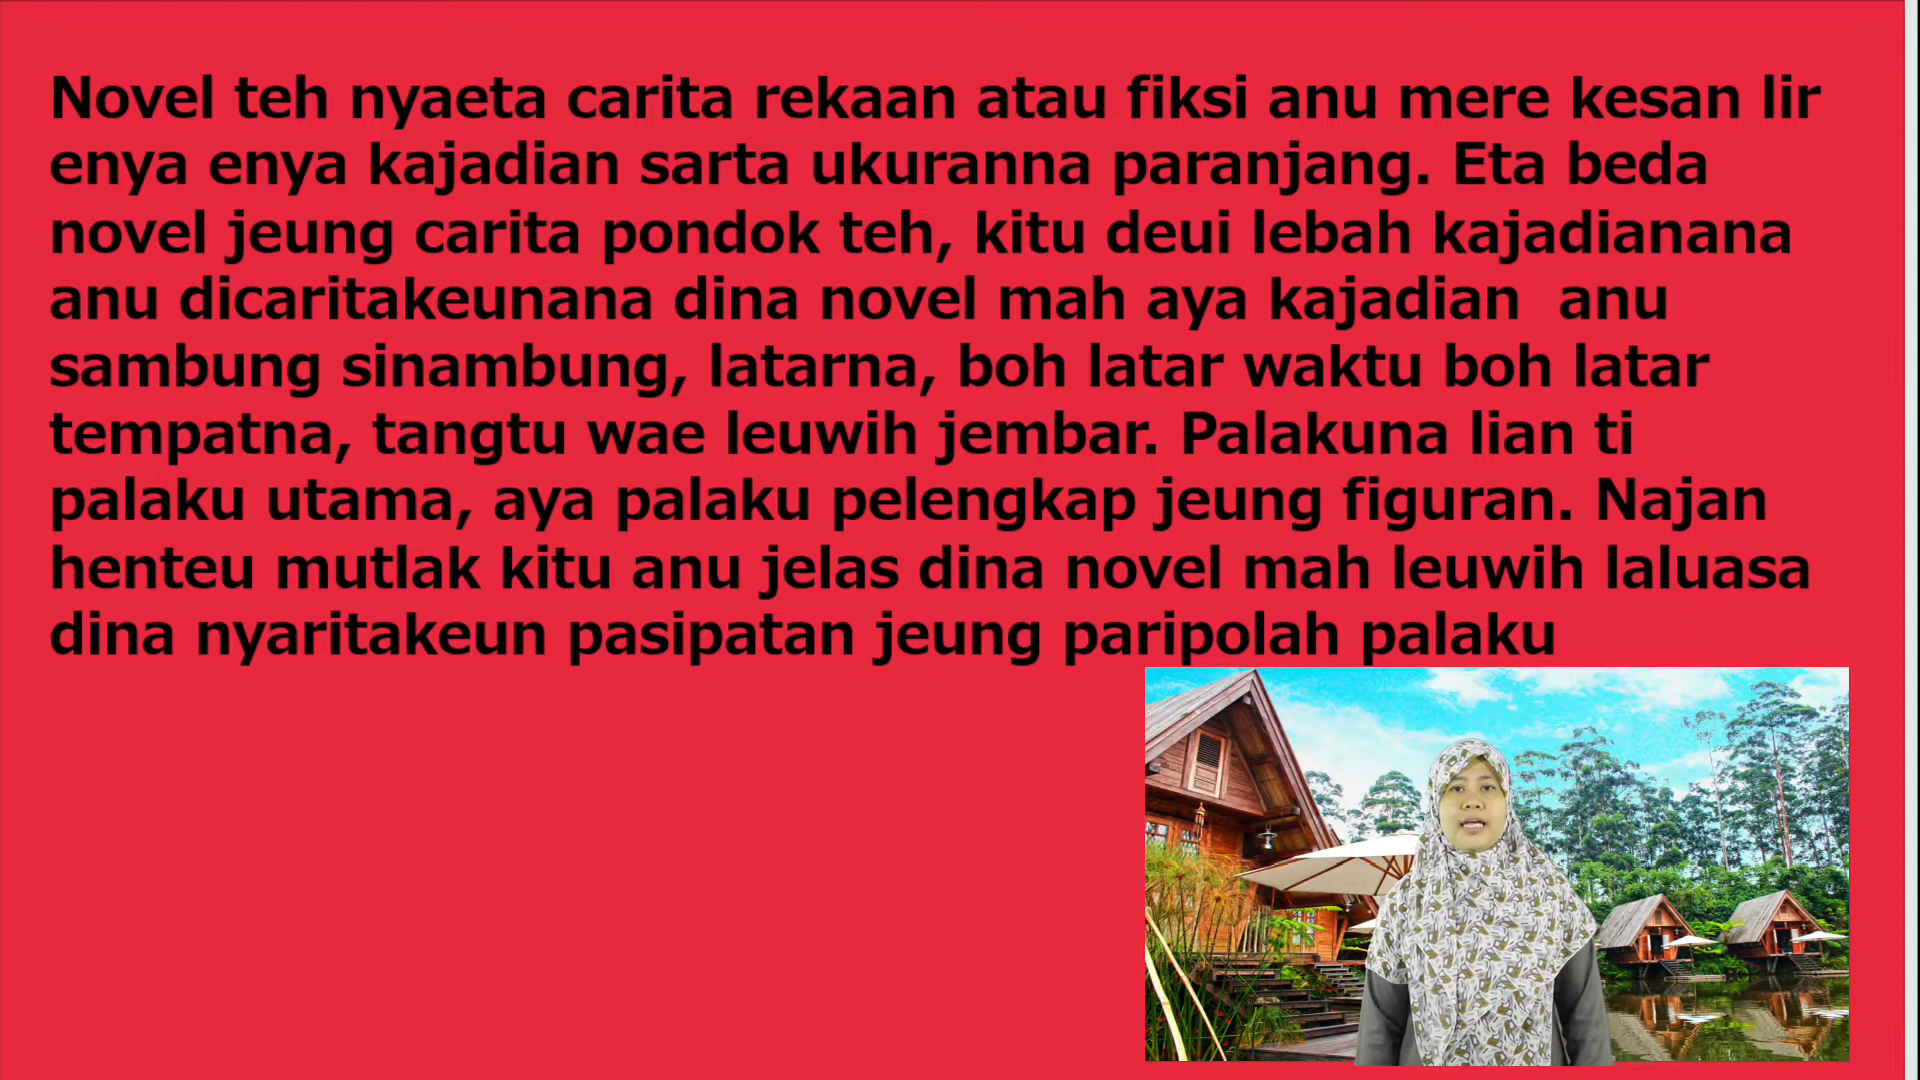 Novel teh nyaeta carita rekaan atau fiksi anu mere kesan lir
enya enya kajadian sarta ukuranna paranjang. Eta beda
novel jeung carita pondok teh, kitu deui lebah kajadianana
anu dicaritakeunana dina novel mah aya kajadian  anu
sambung sinambung, latarna, boh latar waktu boh latar
tempatna, tangtu wae leuwih jembar. Palakuna lian ti
palaku utama, aya palaku pelengkap jeung figuran. Najan
henteu mutlak kitu anu jelas dina novel mah leuwih laluasa
dina nyaritakeun pasipatan jeung paripolah palaku